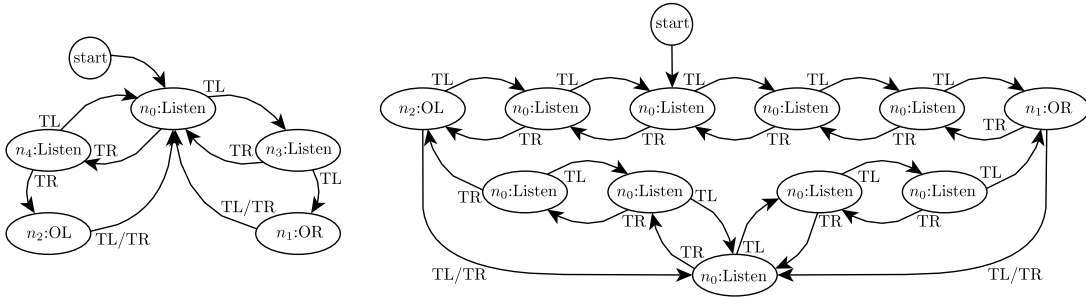 start
n₀:Listen
TL
TL
TR
TR
n₄:Listen
n₃:Listen
TR
TL
TL/TR
n₂:OL
n₁:OR
TL/TR
start
TL
TL
TL
TL
TL
n₂:OL
n₀:Listen
n₀:Listen
n₀:Listen
n₀:Listen
n₁:OR
TR
TR
TR
TR
TR
TL
TL
TR
n₀:Listen
n₀:Listen
n₀:Listen
n₀:Listen
TL
TL
TR
TR
TR
TR
TL
TL/TR
n₀:Listen
TL/TR